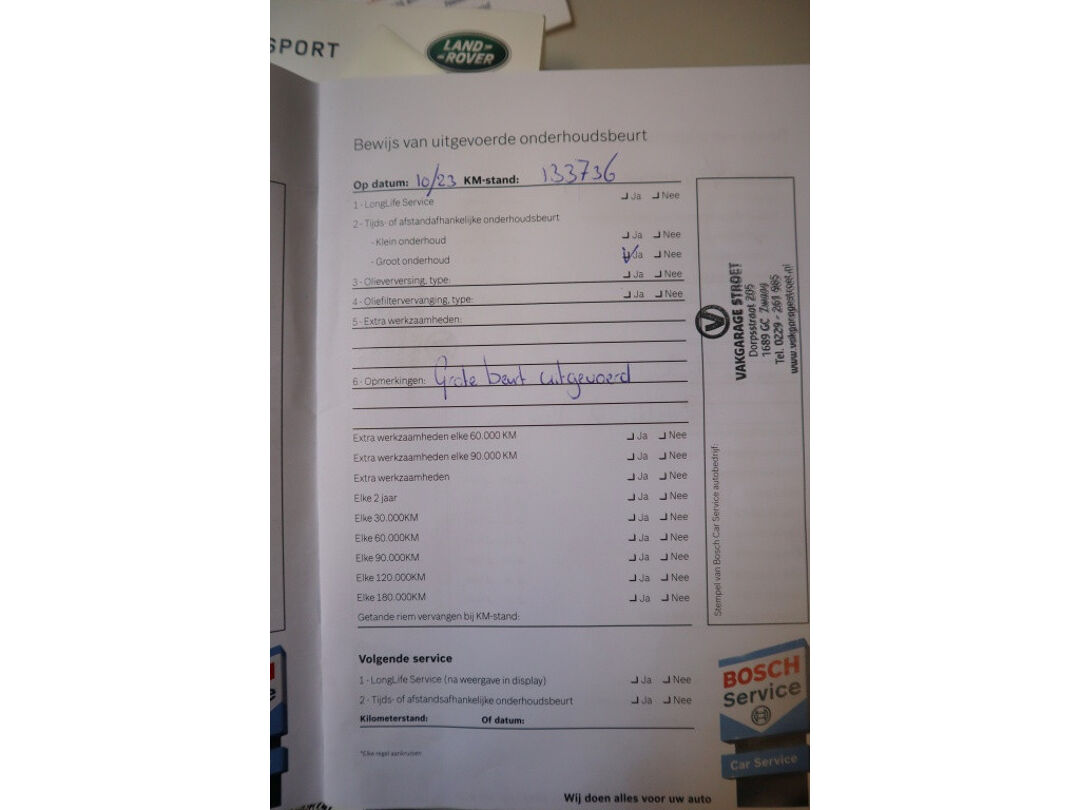 SPORT
LAND-
-ROVER
Bewijs van uitgevoerde onderhoudsbeurt
Op datum: 10/23 KM-stand: 133736
1 - LongLife Service Ja Nee
2 - Tijds- of afstandafhankelijke onderhoudsbeurt
- Klein onderhoud Ja Nee
- Groot onderhoud Ja Nee
3 - Olieverversing, type: Ja Nee
4 - Oliefiltervervanging, type: Ja Nee
5 - Extra werkzaamheden:
6 - Opmerkingen: Grote beurt uitgevoerd
Extra werkzaamheden elke 60.000 KM Ja Nee
Extra werkzaamheden elke 90.000 KM Ja Nee
Extra werkzaamheden Ja Nee
Elke 2 jaar Ja Nee
Elke 30.000KM Ja Nee
Elke 60.000KM Ja Nee
Elke 90.000KM Ja Nee
Elke 120.000KM Ja Nee
Elke 180.000KM Ja Nee
Getande riem vervangen bij KM-stand:
Volgende service
1 - LongLife Service (na weergave in display) Ja Nee
2 - Tijds- of afstandsafhankelijke onderhoudsbeurt Ja Nee
Kilometerstand: Of datum:
*Elke regel aankruisen
VAKGARAGE STROET
Dorpsstraat 205
1689 GC Zwaag
Tel. 0229 - 261 985
www.vakgaragestroet.nl
Stempel van Bosch Car Service autobedrijf:
BOSCH
Service
Car Service
Wij doen alles voor uw auto